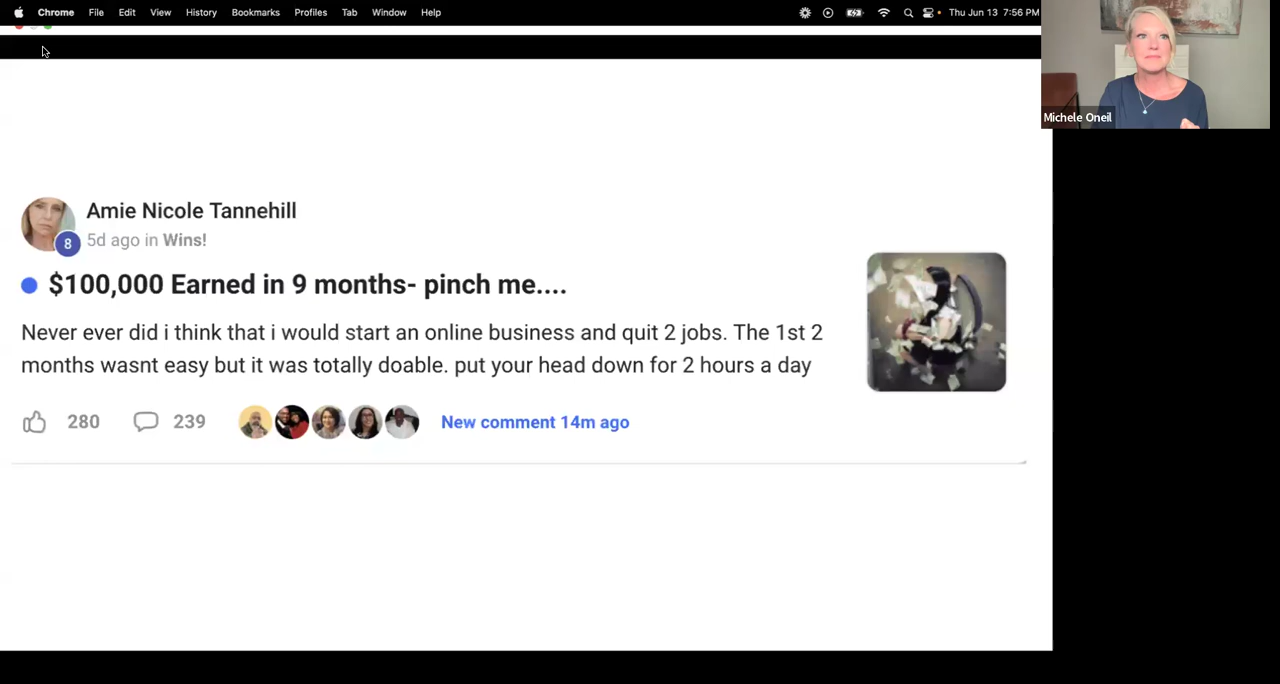 Chrome File Edit View History Bookmarks Profiles Tab Window Help Thu Jun 13 7:56 PM
Michele Oneil
Amie Nicole Tannehill
8
5d ago in Wins!
$100,000 Earned in 9 months- pinch me....
Never ever did i think that i would start an online business and quit 2 jobs. The 1st 2
months wasnt easy but it was totally doable. put your head down for 2 hours a day
280 239 New comment 14m ago